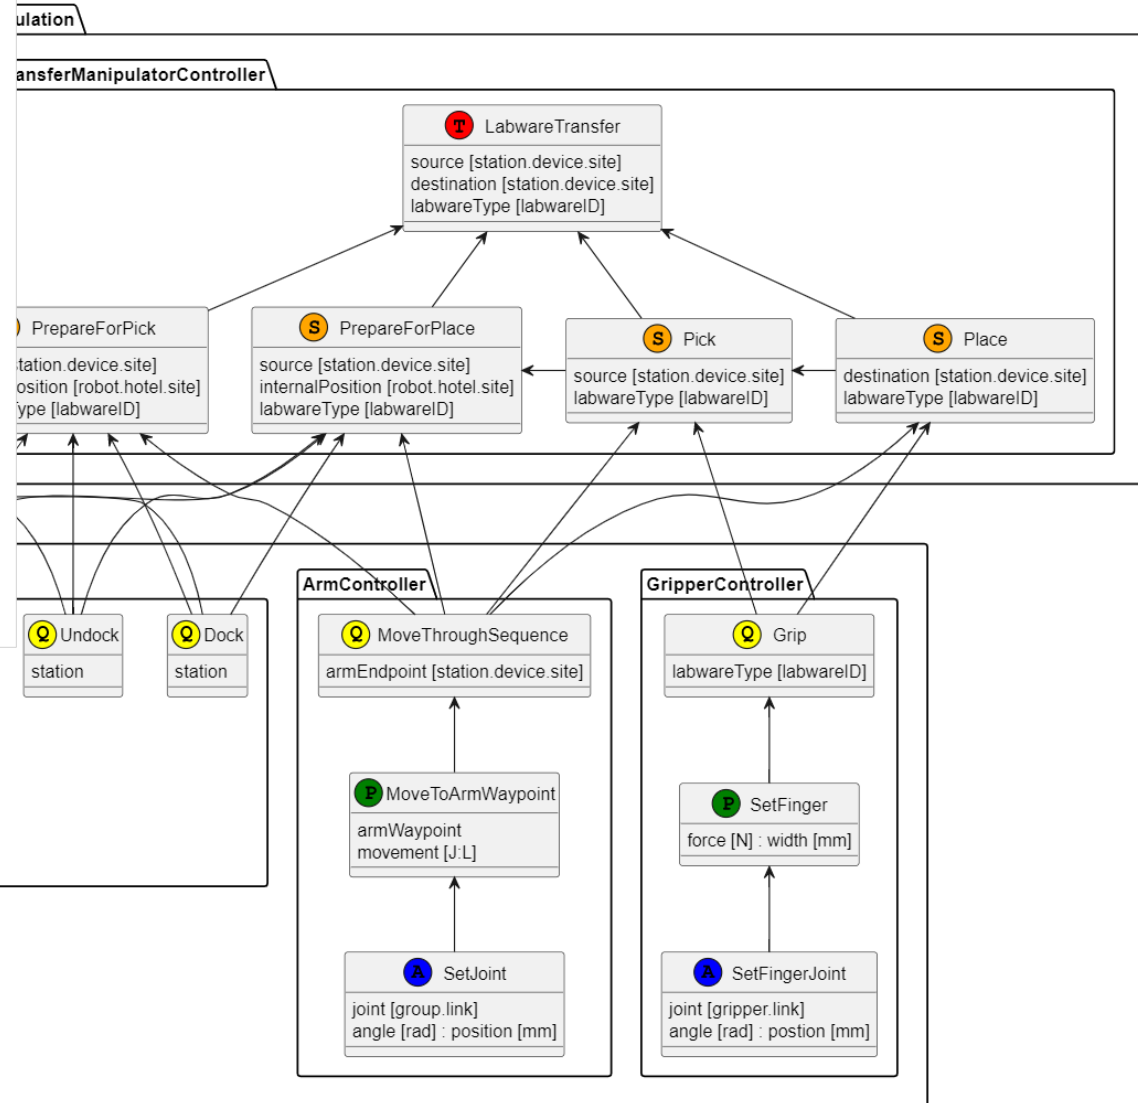 ulation
ansferManipulatorController
T LabwareTransfer
source [station.device.site]
destination [station.device.site]
labwareType [labwareID]
PrepareForPick
tation.device.site]
osition [robot.hotel.site]
ype [labwareID]
S PrepareForPlace
source [station.device.site]
internalPosition [robot.hotel.site]
labwareType [labwareID]
S Pick
source [station.device.site]
labwareType [labwareID]
S Place
destination [station.device.site]
labwareType [labwareID]
Q Undock
station
Q Dock
station
ArmController
Q MoveThroughSequence
armEndpoint [station.device.site]
P MoveToArmWaypoint
armWaypoint
movement [J:L]
A SetJoint
joint [group.link]
angle [rad] : position [mm]
GripperController
Q Grip
labwareType [labwareID]
P SetFinger
force [N] : width [mm]
A SetFingerJoint
joint [gripper.link]
angle [rad] : postion [mm]